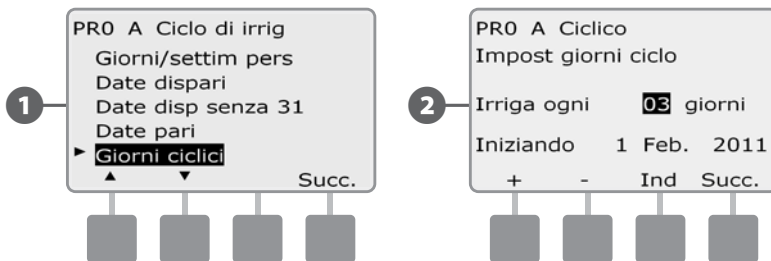 PR0 A Ciclo di irrig
Giorni/settim pers
Date dispari
Date disp senza 31
Date pari
Giorni ciclici
Succ.
1
PR0 A Ciclico
Impost giorni ciclo
Irriga ogni 03 giorni
Iniziando 1 Feb. 2011
+ - Ind Succ.
2